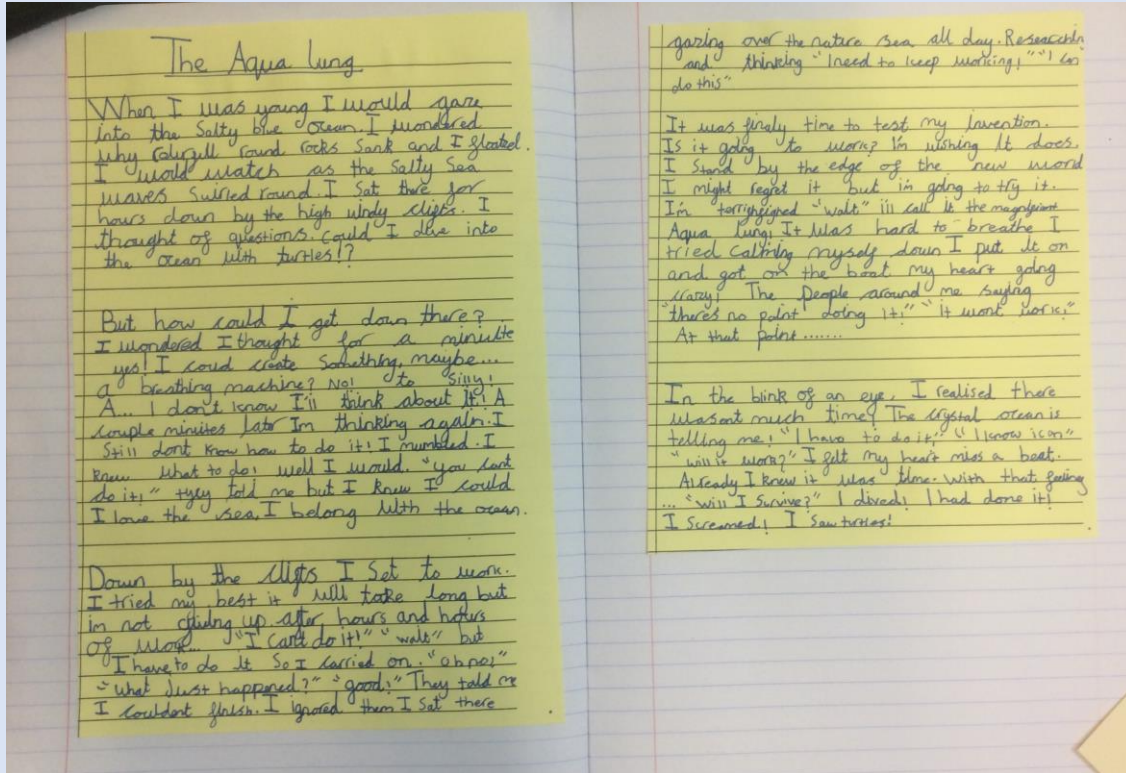 The Aqua lung
When I was young I would gaze
into the Salty blue Ocean. I wondered
why round rocks Sank and I floated.
I would watch as the Salty Sea
waves Swirled round. I Sat there for
hours down by the high windy clifts. I
thought of questions. Could I dive into
the Ocean with turtles!?
But how could I get down there?
I wondered I thought for a miniute
yes! I coud create Something, maybe...
a breathing machine? No! to Silly!
A... I don't know I'll think about It! A
couple minites later Im thinking again. I
Still dont know how to do it! I mumbled. I
knew what to do! well I would. "you cant
do it!" they told me but I knew I could
I love the sea, I belong with the ocean.
Down by the clifts I Set to work.
I tried my best it will take long but
im not giving up. after hours and hours
of work... "I Can't do it!" "wait" but
I have to do it So I carried on. "oh no!"
"what Just happened?" "good!" They told me
I couldent finish. I ignored them I Sat there
gazing over the nature sea all day.
and thinking "I need to keep working!" "I can
do this"
It was finaly time to test my Invention.
Is it going to work? I'm wishing It does.
I Stand by the edge of the new world
I might regret it but im going to try it.
I'm "wait" ill call it the
Aqua lung! It was hard to breathe I
tried calming myself down I put it on
and got on the boat my heart going
crazy! The people around me saying
"there's no point doing it!" "it wont work!"
At that point.......
In the blink of an eye, I realised there
wasent much time! The crystal ocean is
telling me! "I have to do it!" "I know i can"
"will it work?" I felt my heart miss a beat.
Already I knew it was time. With that feeling
... "will I Survive?" I dived! I had done it!
I Screamed! I Saw turtles!